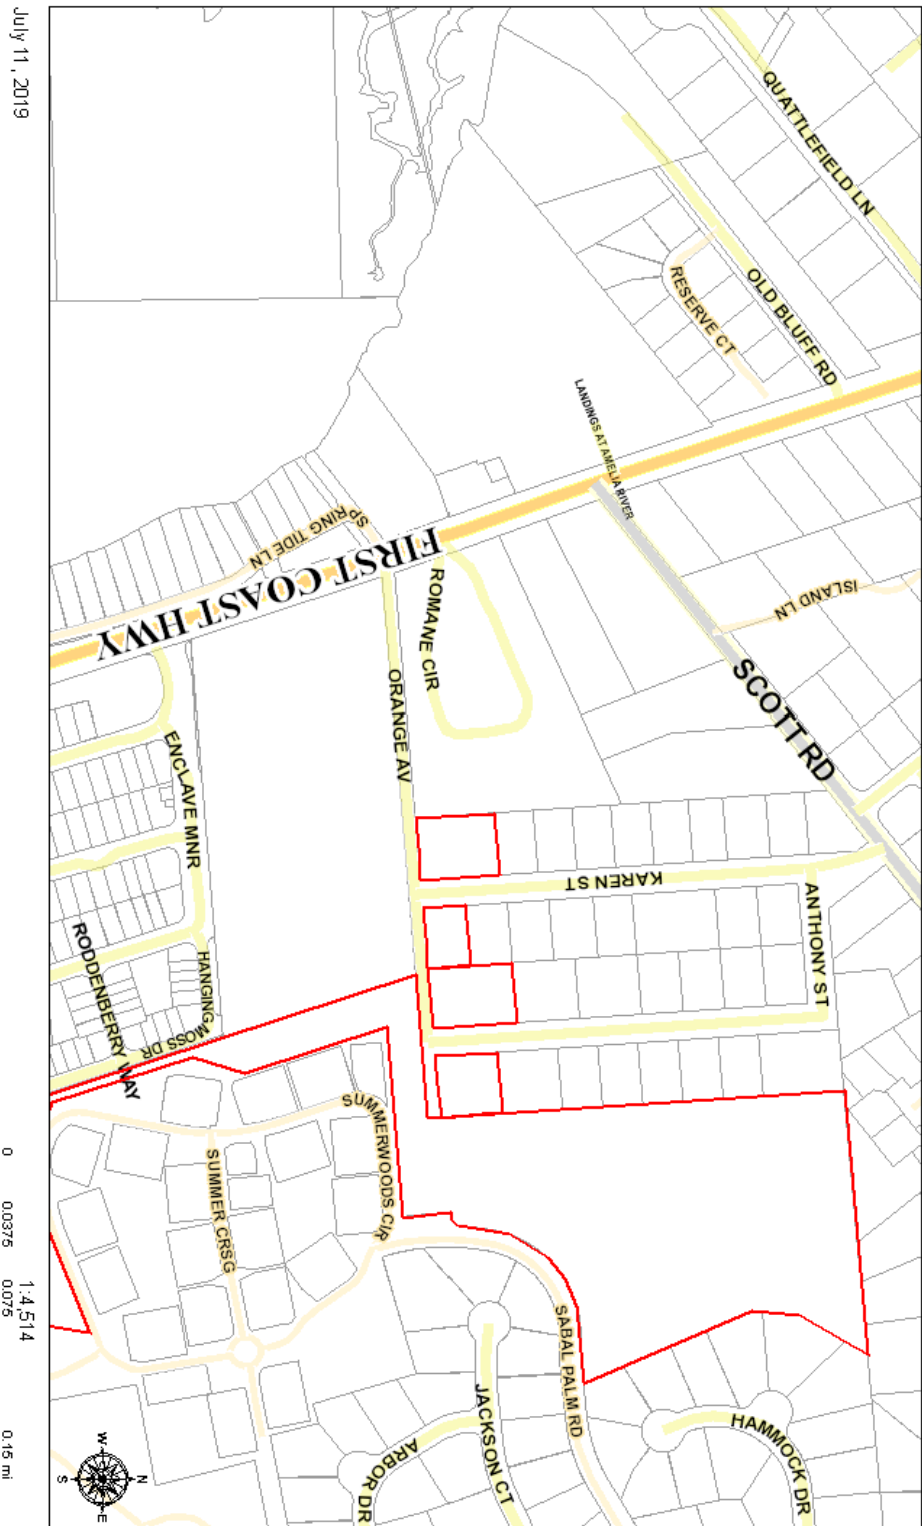 July 11, 2019
QUATTLEFIELD LN
OLD BLUFF RD
RESERVE CT
LANDINGS AT AMELIA RIVER
SPRING TIDE LN
FIRST COAST HWY
ROMANE CIR
ISLAND LN
SCOTT RD
ORANGE AV
ENCLAVE MNR
KAREN ST
ANTHONY ST
RODDENBERRY WAY
HANGING MOSS DR
SUMMERWOODS CIR
SUMMER CRSG
SABAL PALM RD
JACKSON CT
ARBOR DR
HAMMOCK DR
1:4,514
0 0.0375 0.075 0.15 mi
N
W
E
S